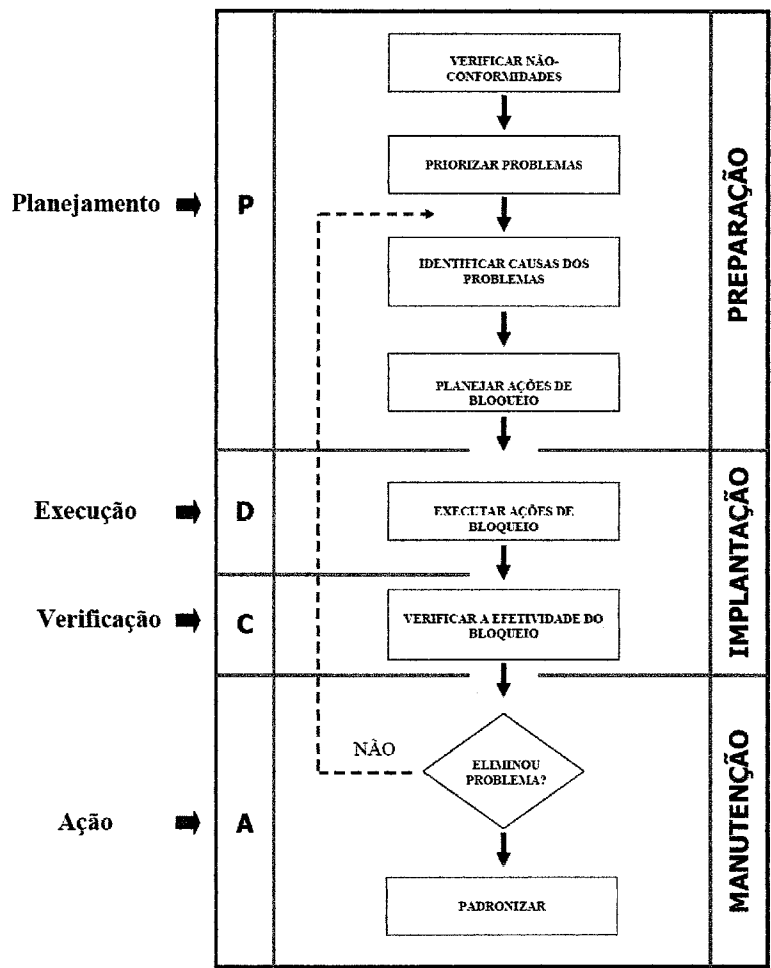 VERIFICAR NÃO-
CONFORMIDADES
PRIORIZAR PROBLEMAS
Planejamento
P
IDENTIFICAR CAUSAS DOS
PROBLEMAS
PLANEJAR AÇÕES DE
BLOQUEIO
PREPARAÇÃO
Execução
D
EXECUTAR AÇÕES DE
BLOQUEIO
Verificação
C
VERIFICAR A EFETIVIDADE DO
BLOQUEIO
IMPLANTAÇÃO
NÃO
ELIMINOU
PROBLEMA?
Ação
A
PADRONIZAR
MANUTENÇÃO